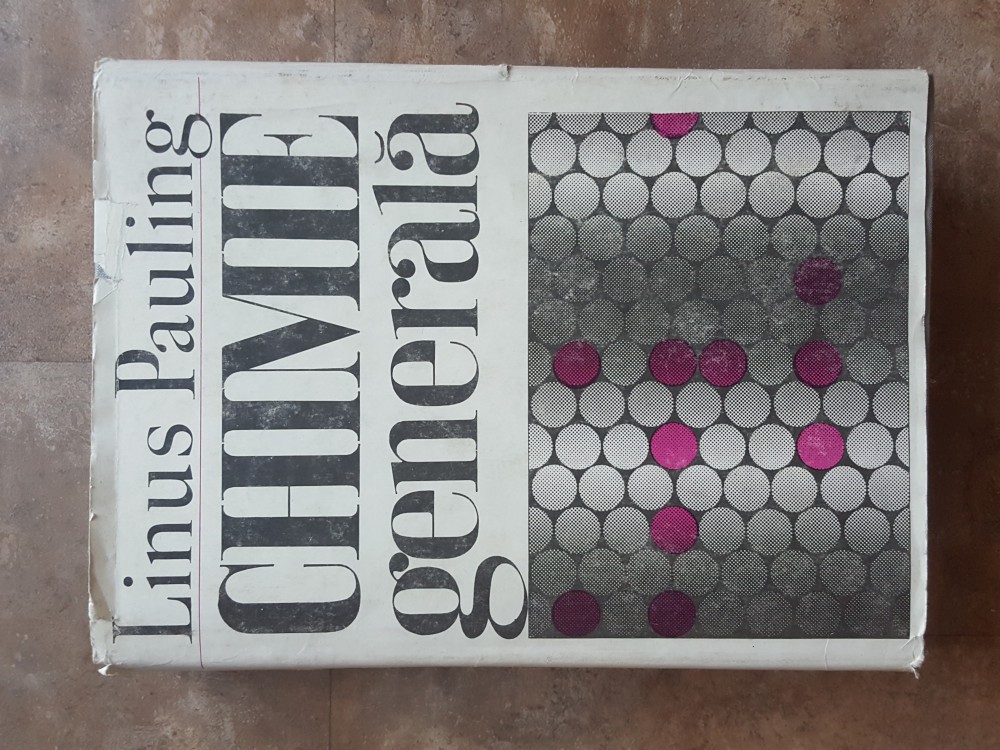 Linus Pauling
CHIMIE
generală